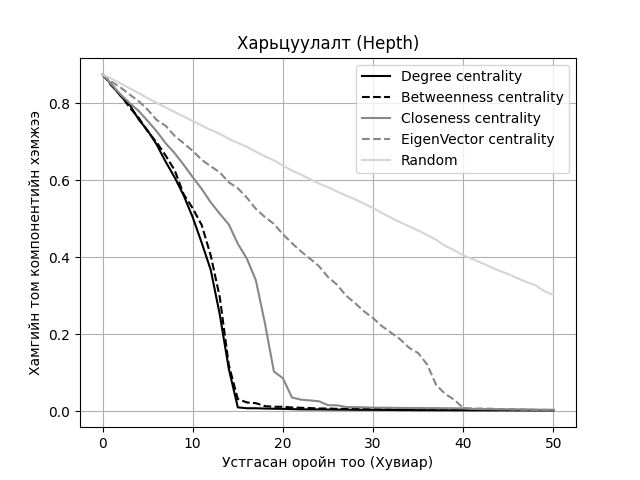 Харьцуулалт (Hepth)
Degree centrality
Betweenness centrality
Closeness centrality
EigenVector centrality
Random
Хамгийн том компонентийн хэмжээ
0.8
0.6
0.4
0.2
0.0
0 10 20 30 40 50
Устгасан оройн тоо (Хувиар)